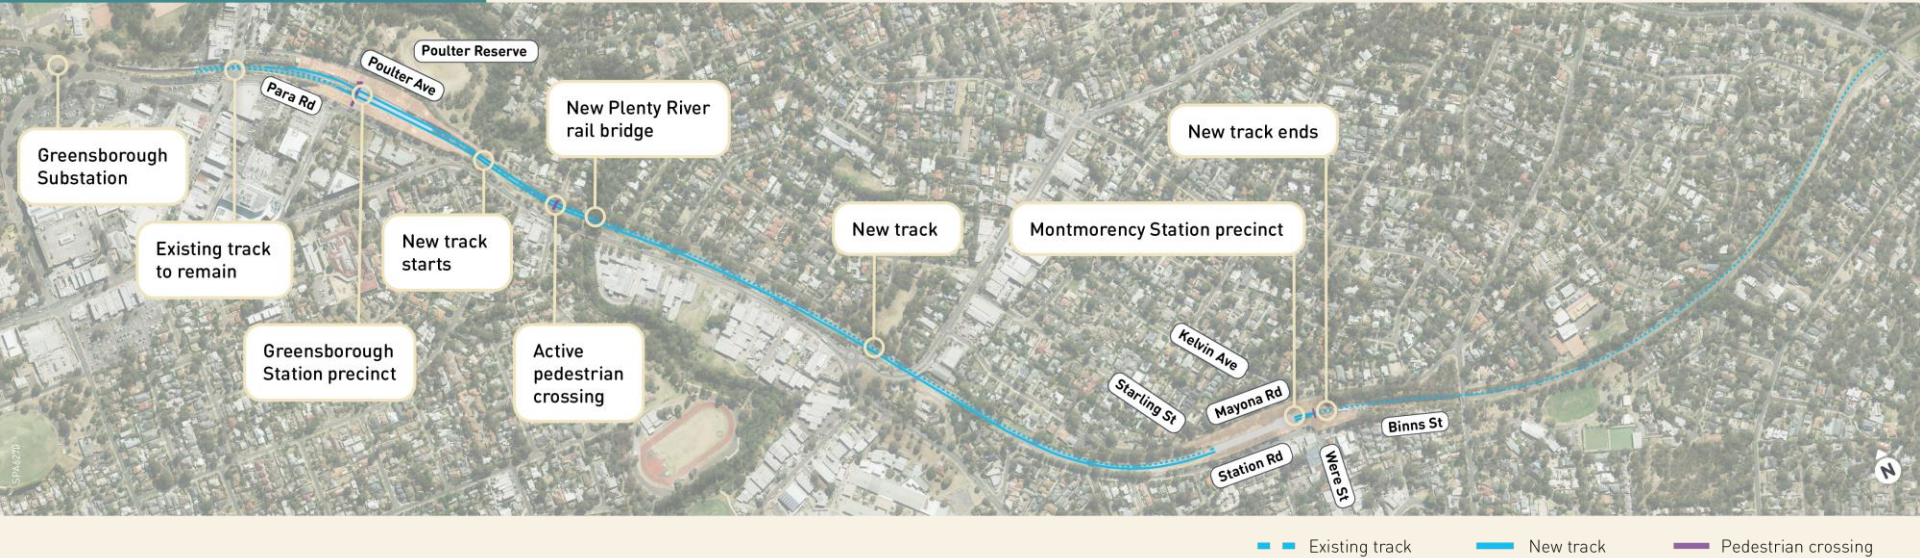 Poulter Reserve
Poulter Ave
Para Rd
New Plenty River
rail bridge
New track ends
Greensborough
Substation
Existing track
to remain
New track
starts
New track
Montmorency Station precinct
Greensborough
Station precinct
Active
pedestrian
crossing
Kelvin Ave
Starling St
Mayona Rd
Station Rd
Were St
Binns St
SPA6270
N
Existing track
New track
Pedestrian crossing